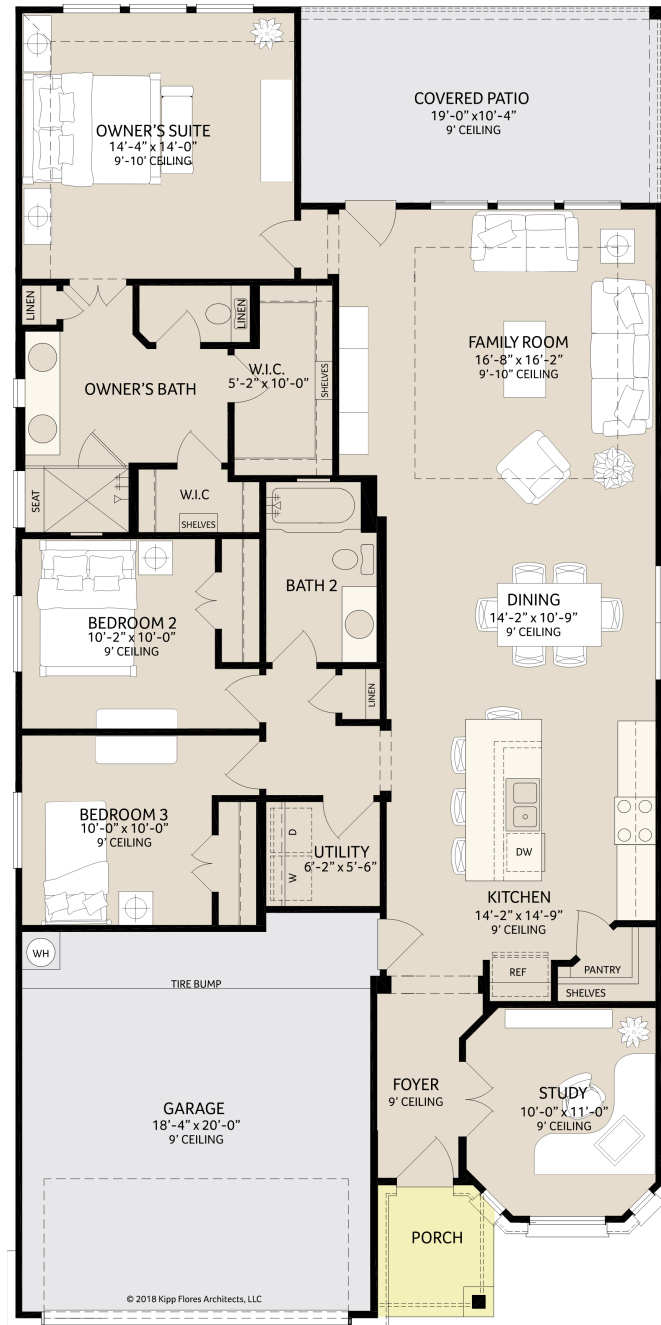 COVERED PATIO
19'-0" x10'-4"
9' CEILING
OWNER'S SUITE
14'-4" x 14'-0"
9'-10' CEILING
LINEN
LINEN
FAMILY ROOM
16'-8" x 16'-2"
9'-10" CEILING
W.I.C.
5'-2" x 10'-0"
SHELVES
OWNER'S BATH
SEAT
W.I.C
SHELVES
BATH 2
DINING
14'-2" x 10'-9"
9' CEILING
BEDROOM 2
10'-2" x 10'-0"
9' CEILING
LINEN
BEDROOM 3
10'-0" x 10'-0"
9' CEILING
D
W
UTILITY
6'-2" x 5'-6"
DW
KITCHEN
14'-2" x 14'-9"
9' CEILING
WH
TIRE BUMP
REF
PANTRY
SHELVES
FOYER
9' CEILING
STUDY
10'-0" x 11'-0"
9' CEILING
GARAGE
18'-4" x 20'-0"
9' CEILING
PORCH
© 2018 Kipp Flores Architects, LLC